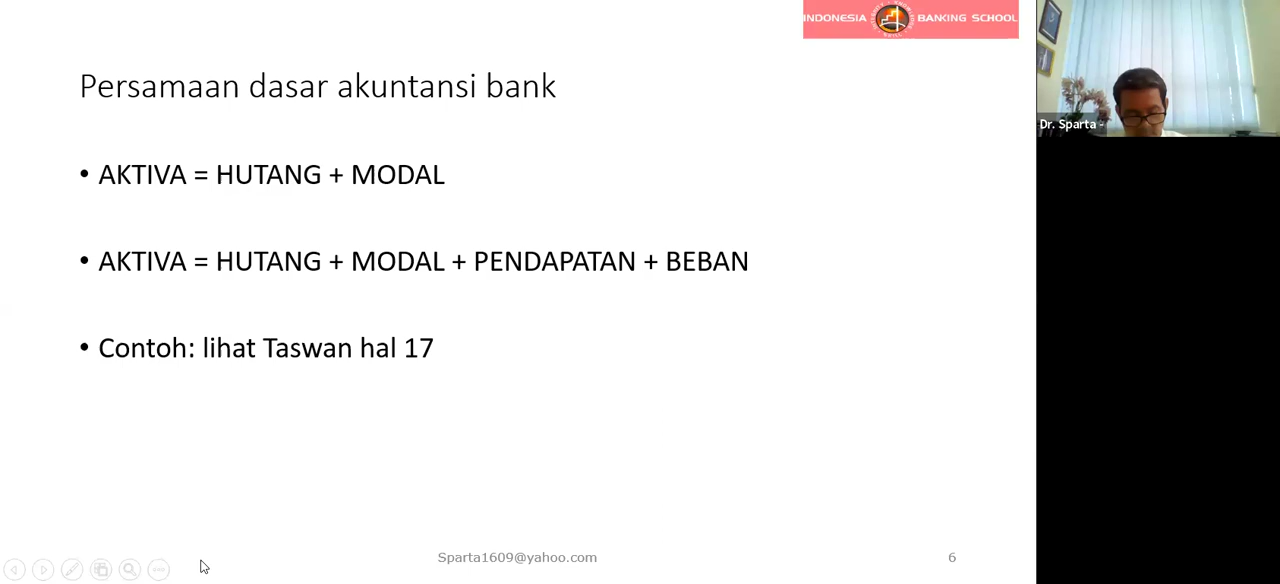 INDONESIA BANKING SCHOOL
Persamaan dasar akuntansi bank
• AKTIVA = HUTANG + MODAL
• AKTIVA = HUTANG + MODAL + PENDAPATAN + BEBAN
• Contoh: lihat Taswan hal 17
Sparta1609@yahoo.com
6
Dr. Sparta -